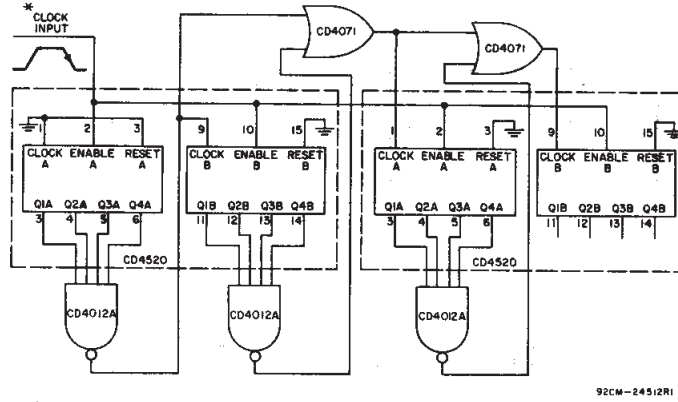 *
CLOCK
INPUT
CD4071
CD4071
1 2 3
9 10 15
1 2 3
9 10 15
CLOCK ENABLE RESET
A A A
CLOCK ENABLE RESET
B B B
CLOCK ENABLE RESET
A A A
CLOCK ENABLE RESET
B B B
Q1A Q2A Q3A Q4A
Q1B Q2B Q3B Q4B
Q1A Q2A Q3A Q4A
Q1B Q2B Q3B Q4B
3 4 5 6
11 12 13 14
3 4 5 6
11 12 13 14
CD4520
CD4520
CD4012A
CD4012A
CD4012A
92CM-24512R1